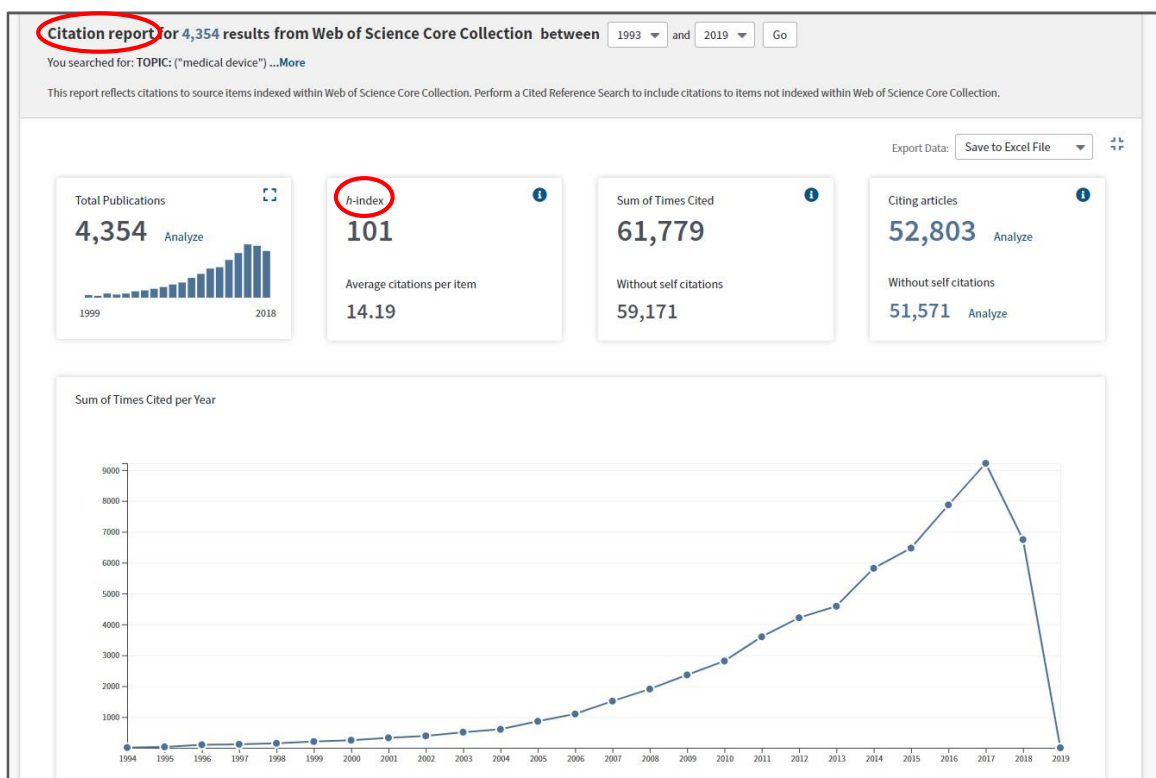 Citation report for 4,354 results from Web of Science Core Collection between 1993 and 2019 Go
You searched for: TOPIC: ("medical device") ...More
This report reflects citations to source items indexed within Web of Science Core Collection. Perform a Cited Reference Search to include citations to items not indexed within Web of Science Core Collection.
Export Data: Save to Excel File
Total Publications
4,354 Analyze
1999 2018
h-index
101
Average citations per item
14.19
Sum of Times Cited
61,779
Without self citations
59,171
Citing articles
52,803 Analyze
Without self citations
51,571 Analyze
Sum of Times Cited per Year
9000
8000
7000
6000
5000
4000
3000
2000
1000
1994 1995 1996 1997 1998 1999 2000 2001 2002 2003 2004 2005 2006 2007 2008 2009 2010 2011 2012 2013 2014 2015 2016 2017 2018 2019